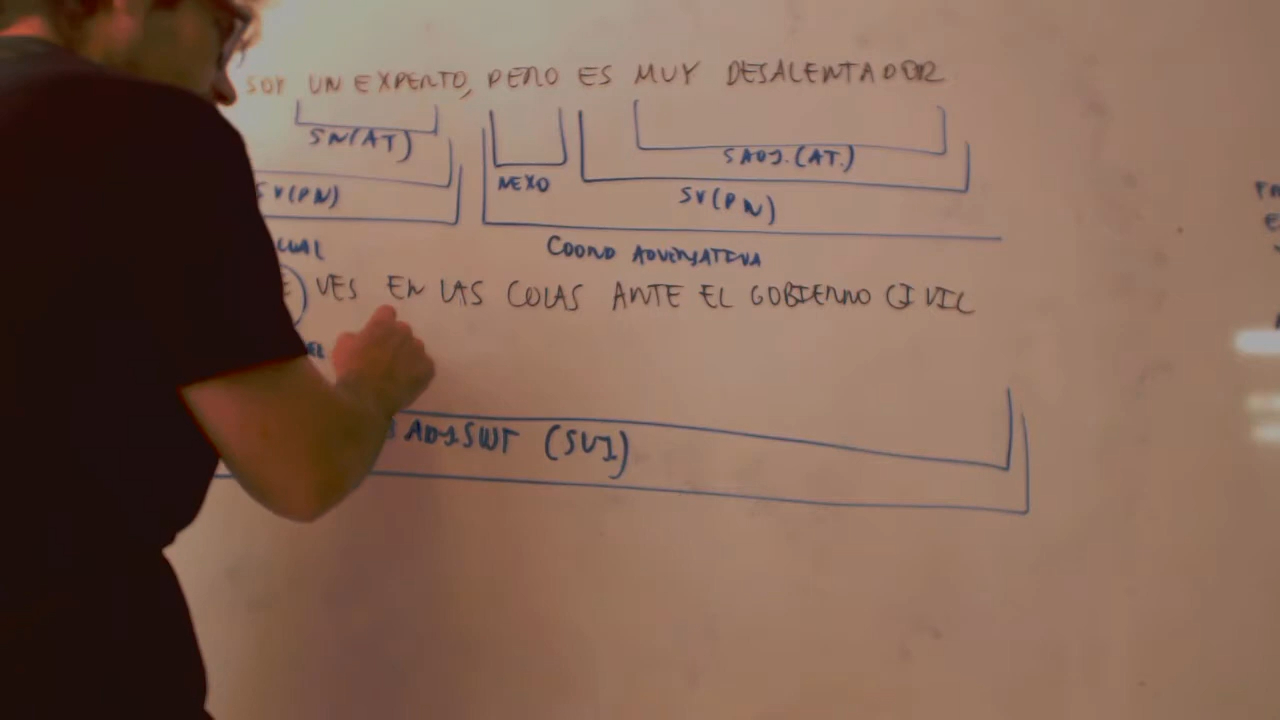 SOY UN EXPERTO, PERO ES MUY DESALENTADOR
SN(AT)
SADJ.(AT.)
SV(PN)
NEXO
SV(PN)
COORD ADVERSATIVA
VES EN LAS COLAS ANTE EL GOBIERNO CIVIL
(SUJ)